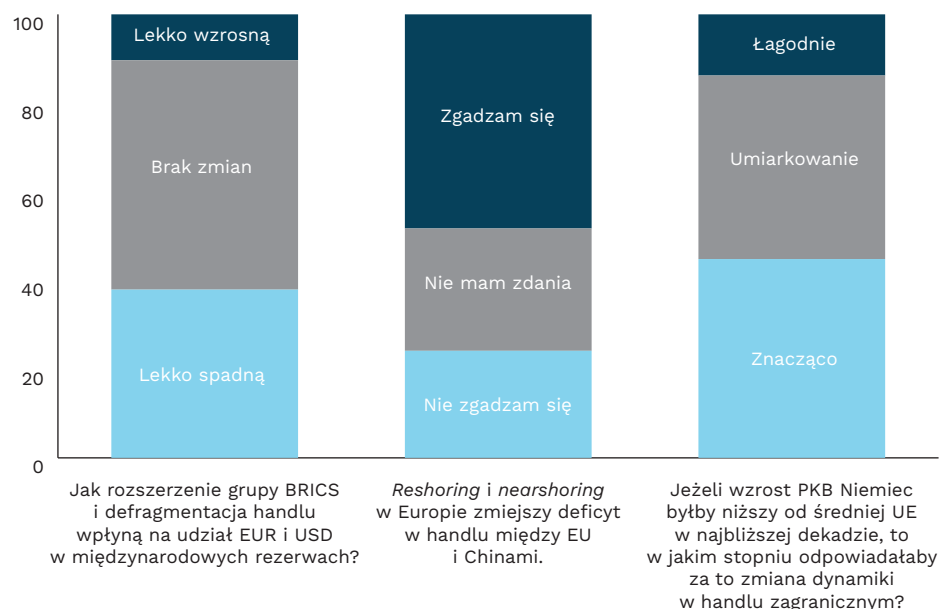 100
80
60
40
20
0
Lekko wzrosną
Brak zmian
Lekko spadną
Zgadzam się
Nie mam zdania
Nie zgadzam się
Łagodnie
Umiarkowanie
Znacząco
Jak rozszerzenie grupy BRICS
i defragmentacja handlu
wpłyną na udział EUR i USD
w międzynarodowych rezerwach?
Reshoring i nearshoring
w Europie zmiejszy deficyt
w handlu między EU
i Chinami.
Jeżeli wzrost PKB Niemiec
byłby niższy od średniej UE
w najbliższej dekadzie, to
w jakim stopniu odpowiadałaby
za to zmiana dynamiki
w handlu zagranicznym?